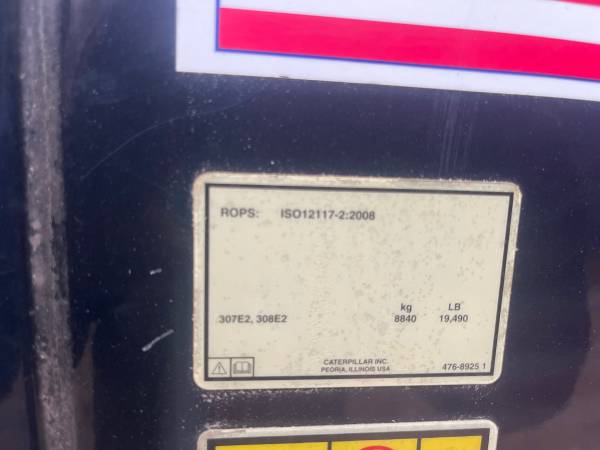 ROPS: ISO12117-2:2008
kg LB
307E2, 308E2 8840 19,490
CATERPILLAR INC.
PEORIA, ILLINOIS USA 476-8925 1